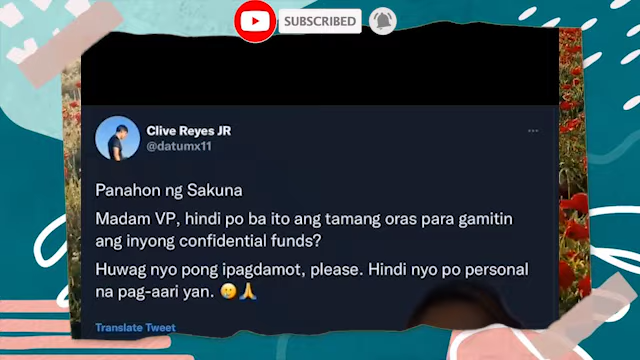 SUBSCRIBED
Clive Reyes JR
@datumx11
Panahon ng Sakuna
Madam VP, hindi po ba ito ang tamang oras para gamitin
ang inyong confidential funds?
Huwag nyo pong ipagdamot, please. Hindi nyo po personal
na pag-aari yan. 🥲🙏
Translate Tweet